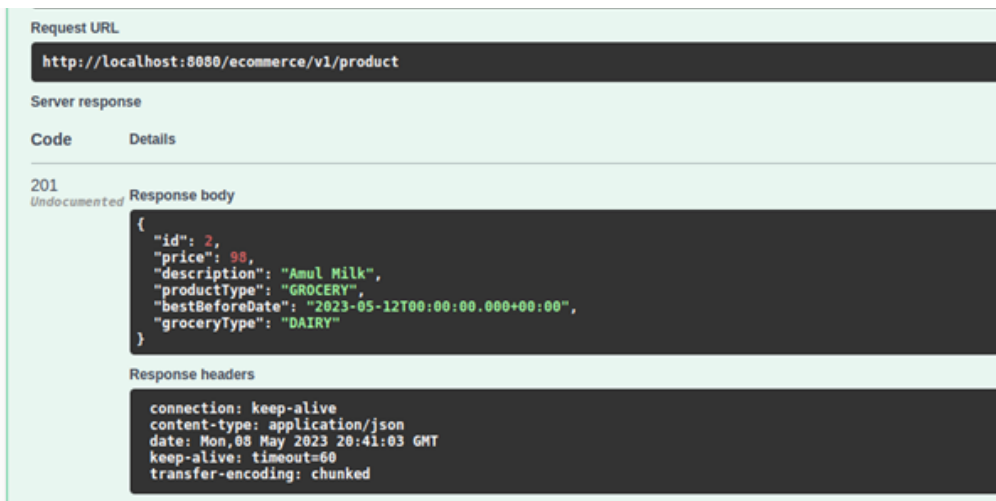 Request URL
http://localhost:8080/ecommerce/v1/product
Server response
Code Details
201
Undocumented
Response body
{
"id": 2,
"price": 98,
"description": "Amul Milk",
"productType": "GROCERY",
"bestBeforeDate": "2023-05-12T00:00:00.000+00:00",
"groceryType": "DAIRY"
}
Response headers
connection: keep-alive
content-type: application/json
date: Mon,08 May 2023 20:41:03 GMT
keep-alive: timeout=60
transfer-encoding: chunked